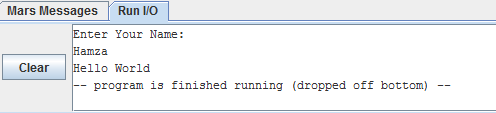 Mars Messages Run I/O
Enter Your Name:
Hamza
Clear
Hello World
-- program is finished running (dropped off bottom) --